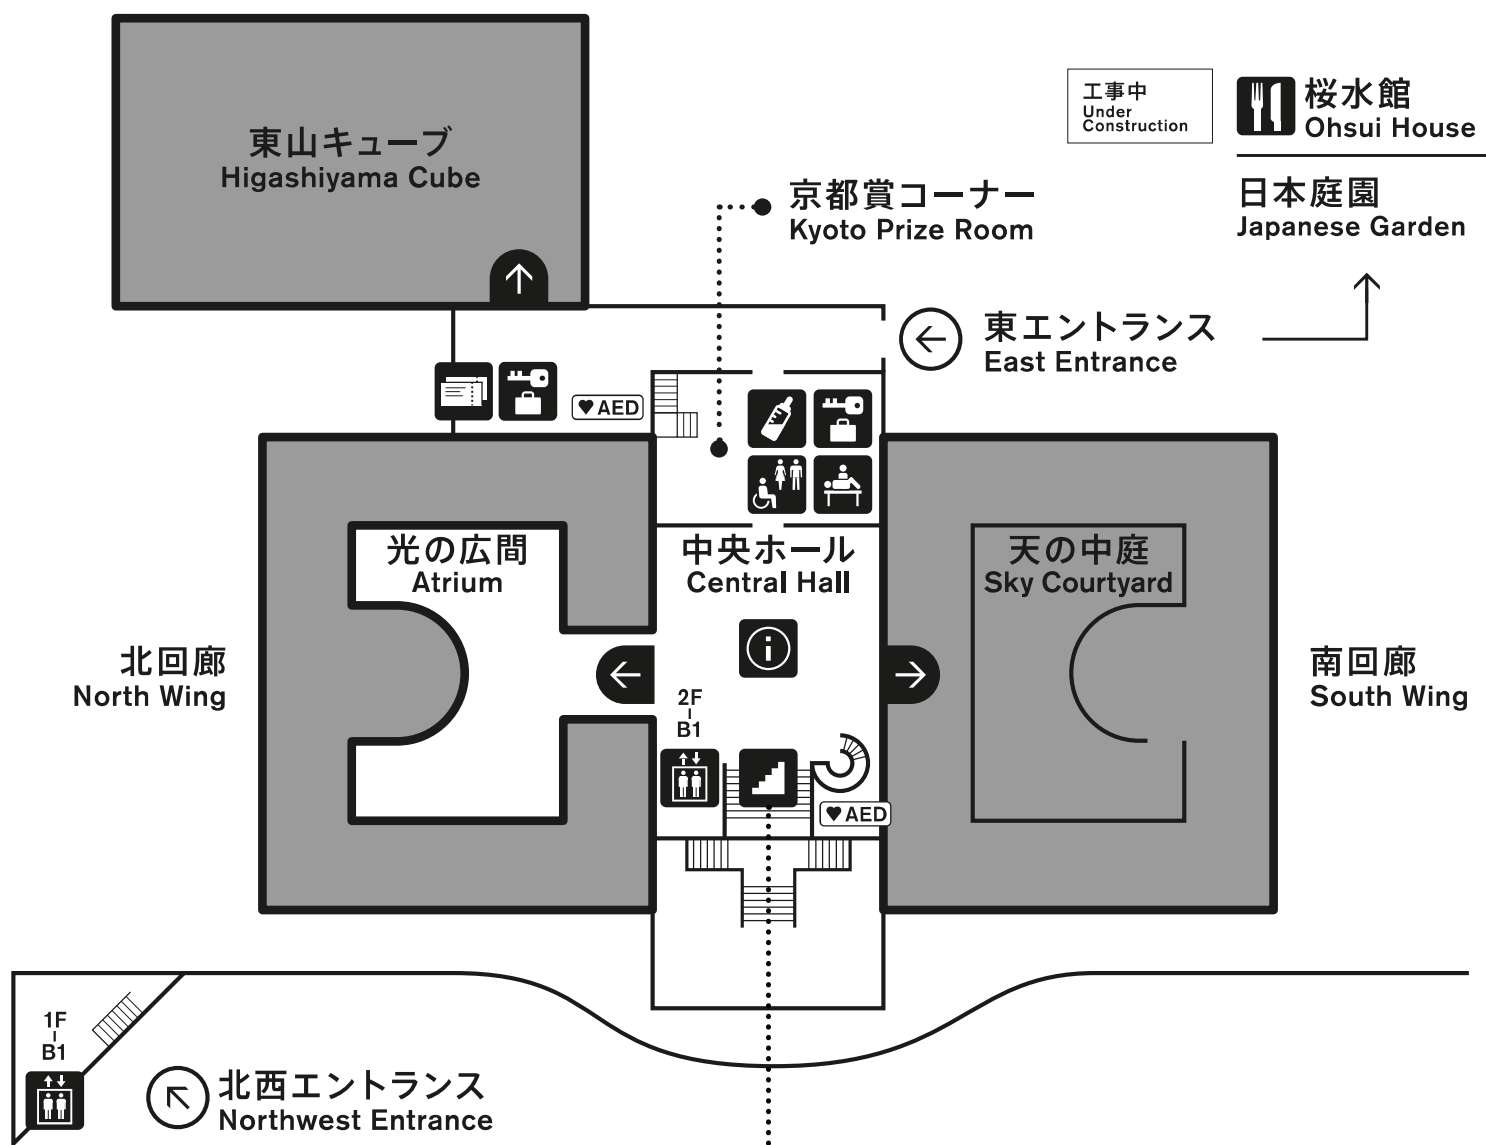 東山キューブ
Higashiyama Cube
工事中
Under
Construction
桜水館
Ohsui House
日本庭園
Japanese Garden
京都賞コーナー
Kyoto Prize Room
東エントランス
East Entrance
AED
光の広間
Atrium
中央ホール
Central Hall
天の中庭
Sky Courtyard
北回廊
North Wing
南回廊
South Wing
2F
B1
AED
1F
B1
北西エントランス
Northwest Entrance